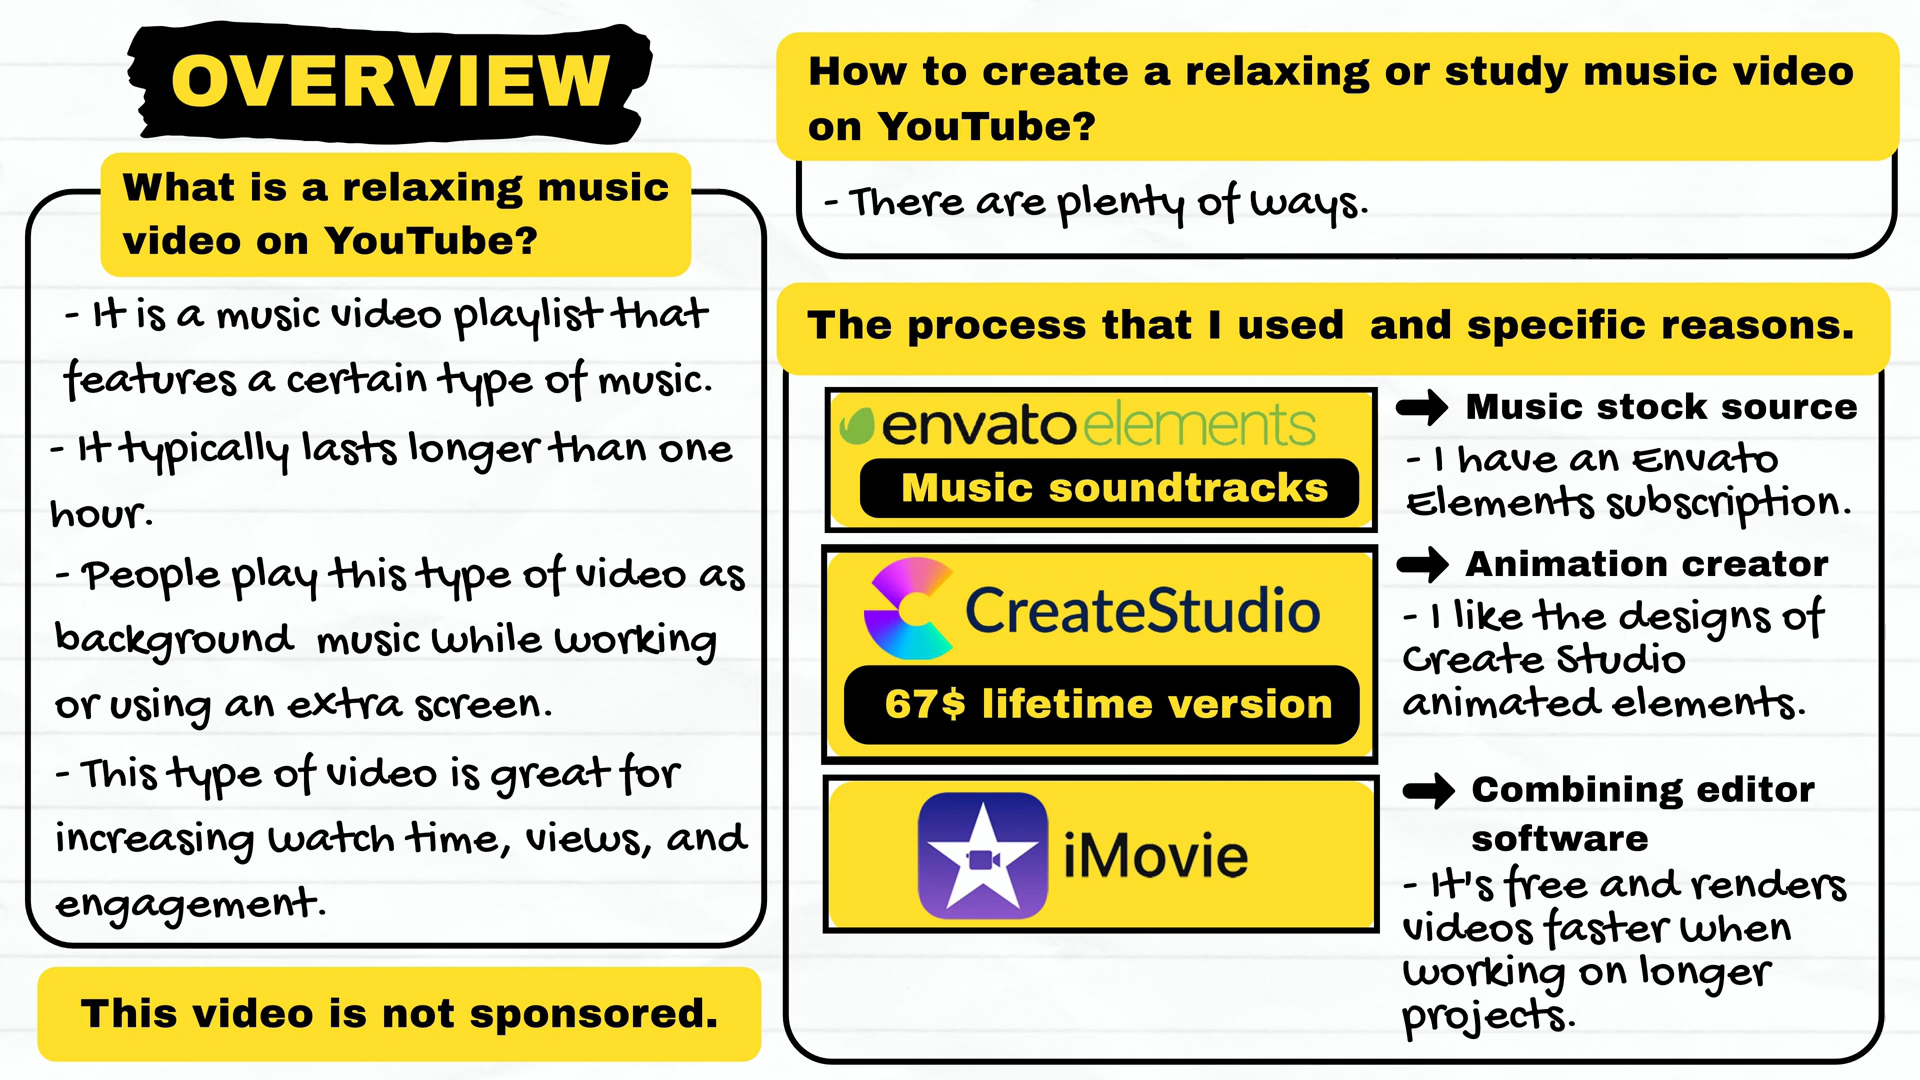 OVERVIEW
What is a relaxing music
video on YouTube?
- It is a music video playlist that
features a certain type of music.
- It typically lasts longer than one
hour.
- People play this type of video as
background music while working
or using an extra screen.
- This type of video is great for
increasing watch time, views, and
engagement.
This video is not sponsored.
How to create a relaxing or study music video
on YouTube?
- There are plenty of ways.
The process that I used and specific reasons.
envato elements
Music soundtracks
Music stock source
- I have an Envato
Elements subscription.
CreateStudio
67$ lifetime version
Animation creator
- I like the designs of
Create Studio
animated elements.
iMovie
Combining editor
software
- It's free and renders
videos faster when
working on longer
projects.